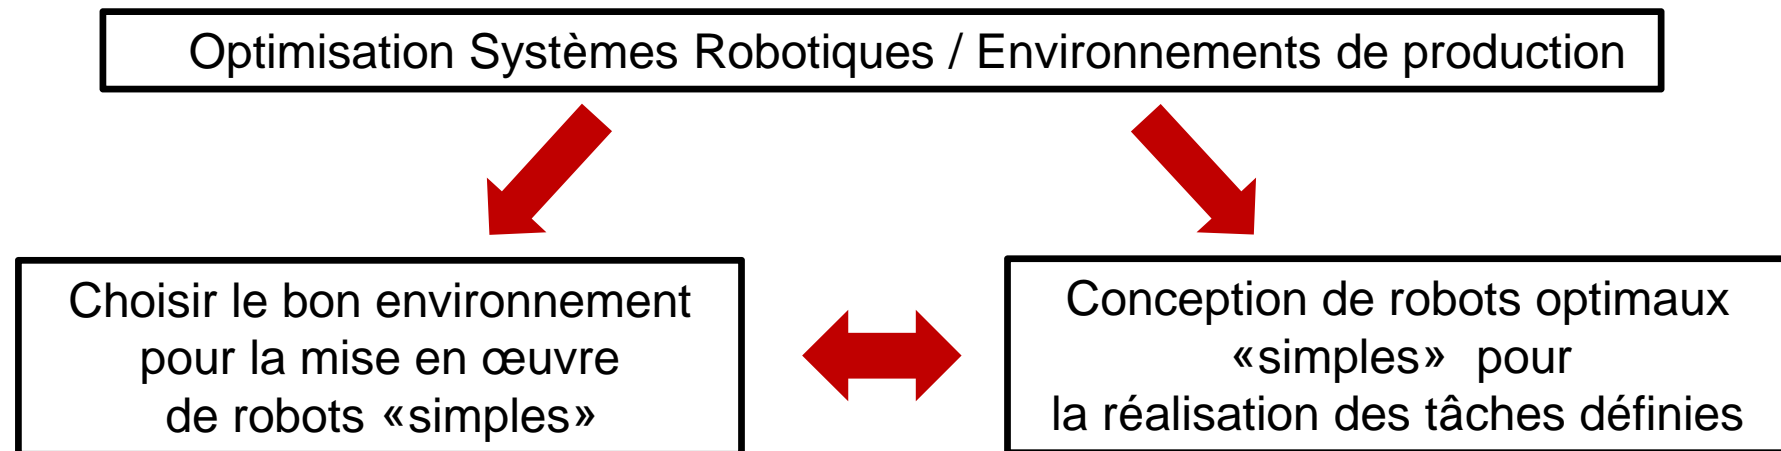 Optimisation Systèmes Robotiques / Environnements de production
Choisir le bon environnement
pour la mise en œuvre
de robots «simples»
Conception de robots optimaux
«simples» pour
la réalisation des tâches définies